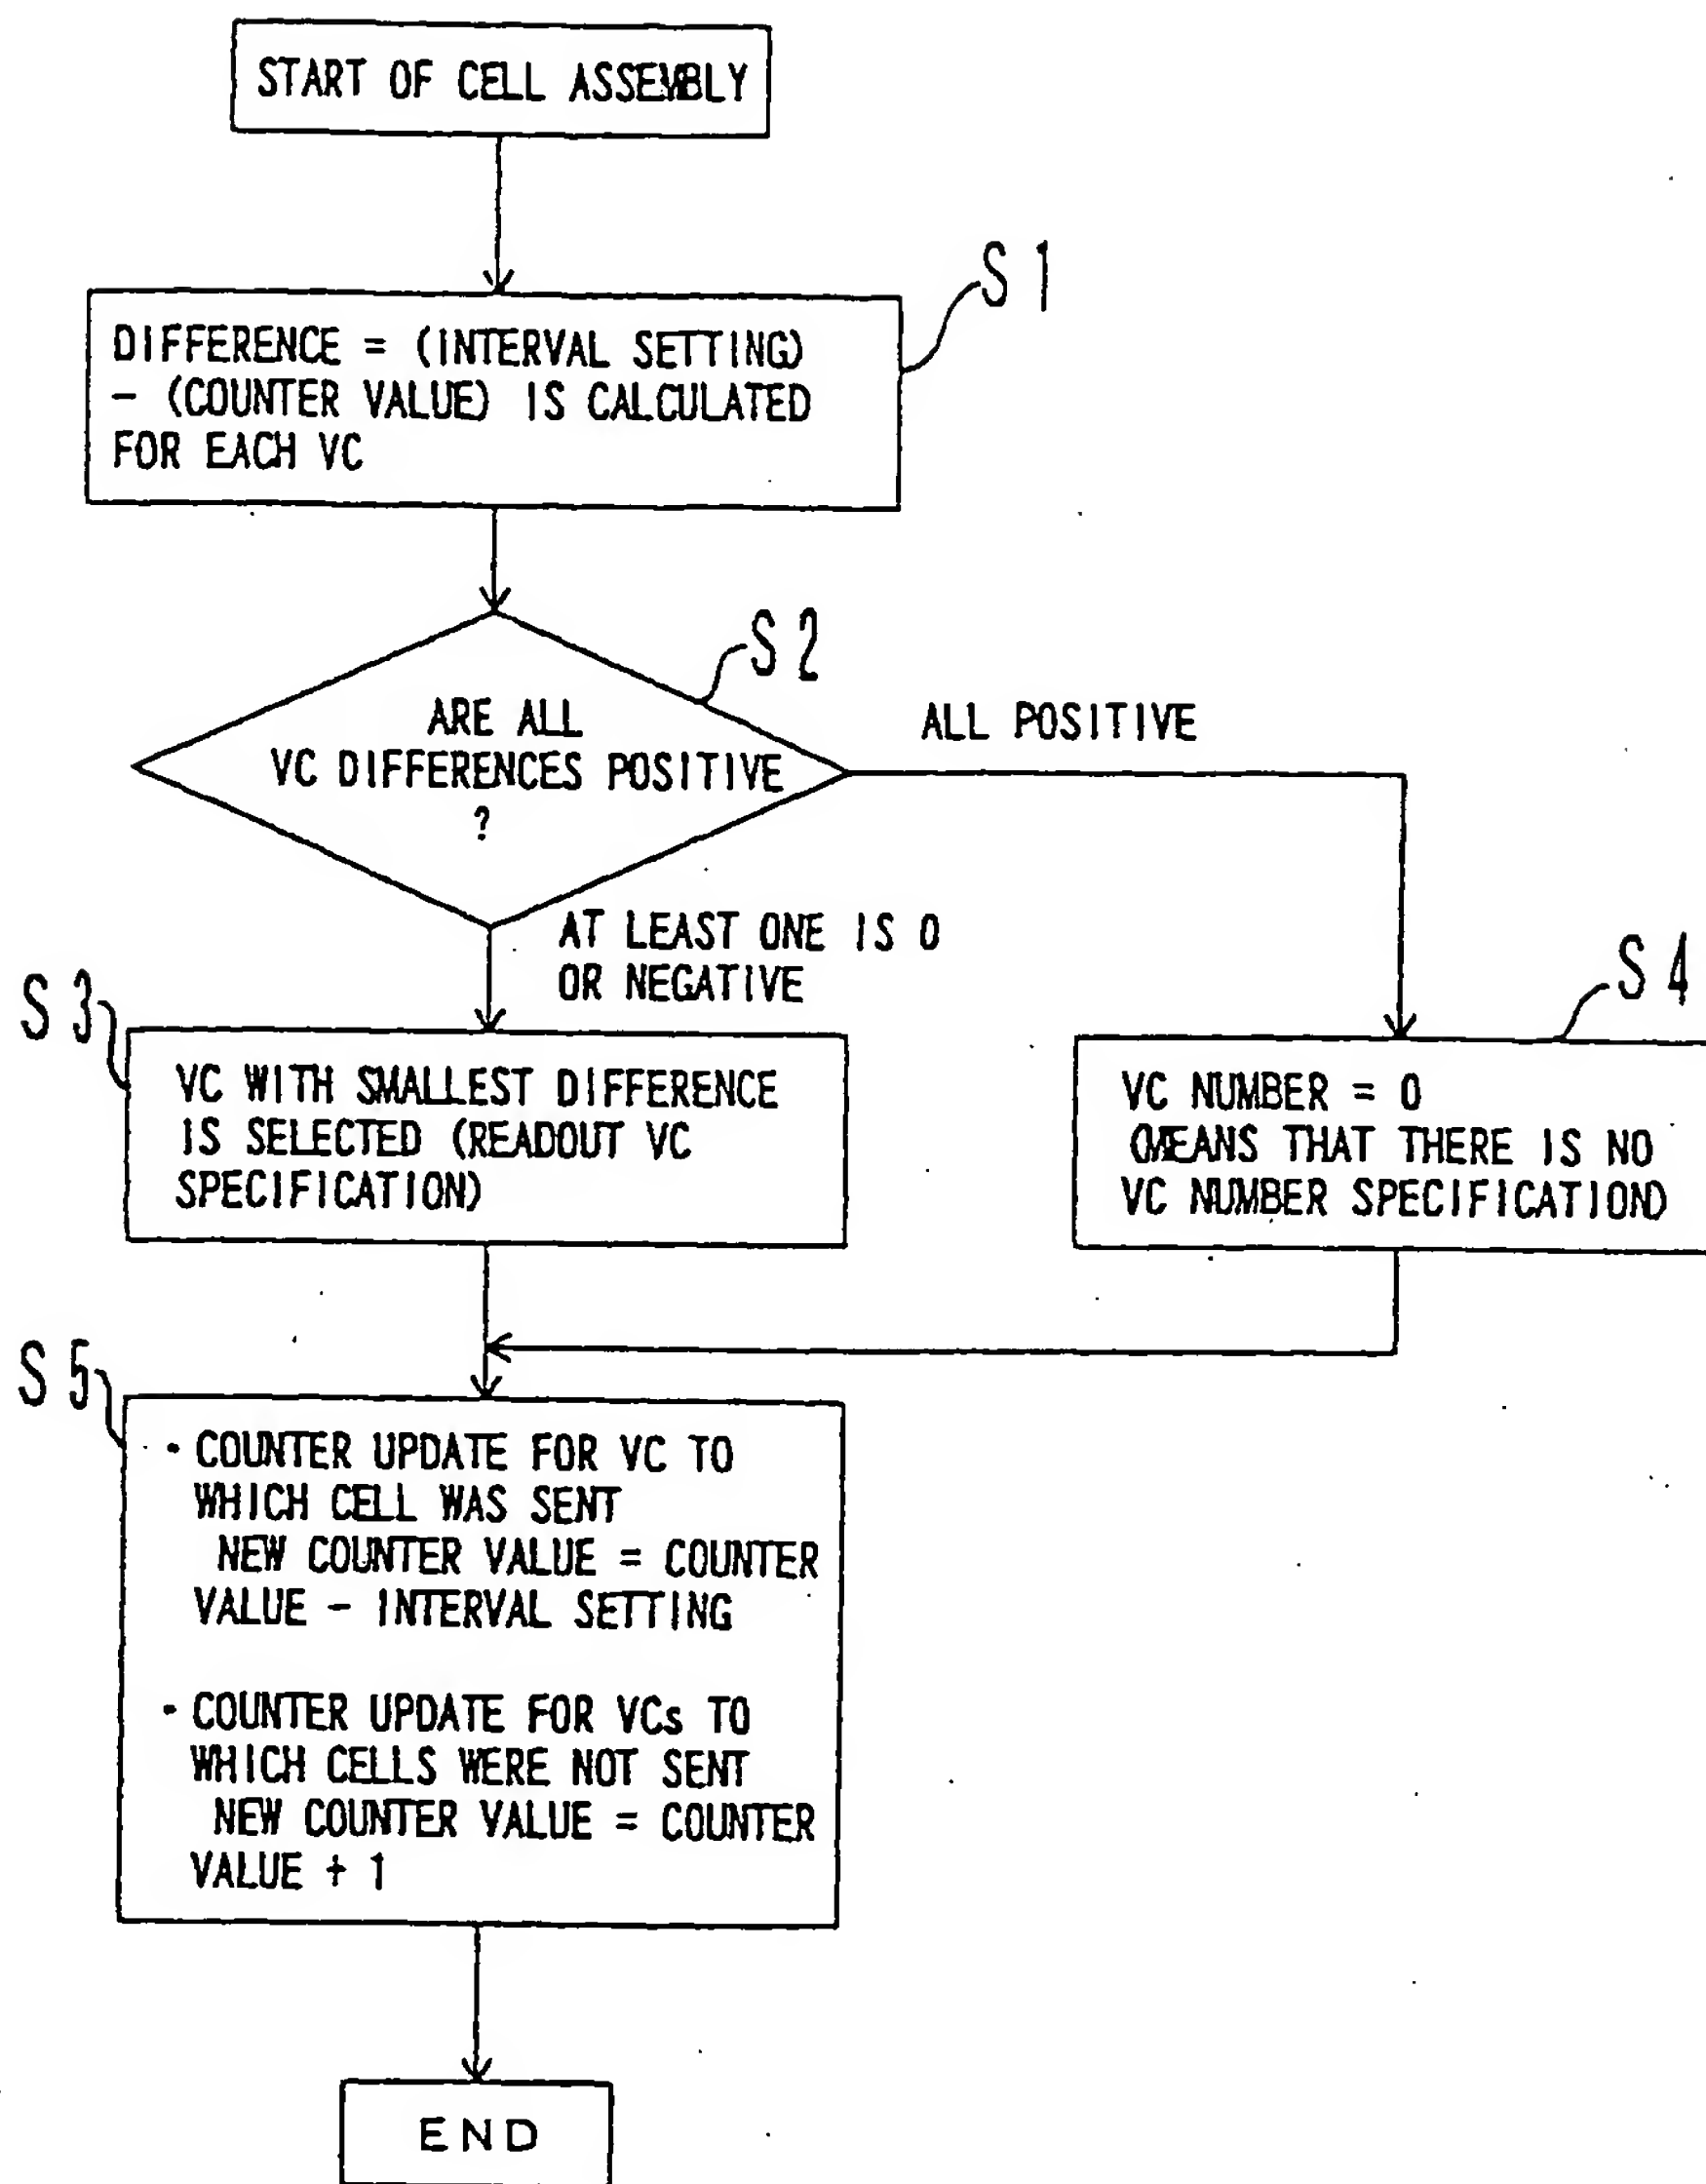 START OF CELL ASSEMBLY
S 1
DIFFERENCE = (INTERVAL SETTING)
- (COUNTER VALUE) IS CALCULATED
FOR EACH VC
S 2
ARE ALL
VC DIFFERENCES POSITIVE
?
ALL POSITIVE
AT LEAST ONE IS 0
OR NEGATIVE
S 3
VC WITH SMALLEST DIFFERENCE
IS SELECTED (READOUT VC
SPECIFICATION)
S 4
VC NUMBER = 0
(MEANS THAT THERE IS NO
VC NUMBER SPECIFICATION)
S 5
· COUNTER UPDATE FOR VC TO
WHICH CELL WAS SENT
NEW COUNTER VALUE = COUNTER
VALUE - INTERVAL SETTING
· COUNTER UPDATE FOR VCs TO
WHICH CELLS WERE NOT SENT
NEW COUNTER VALUE = COUNTER
VALUE + 1
END